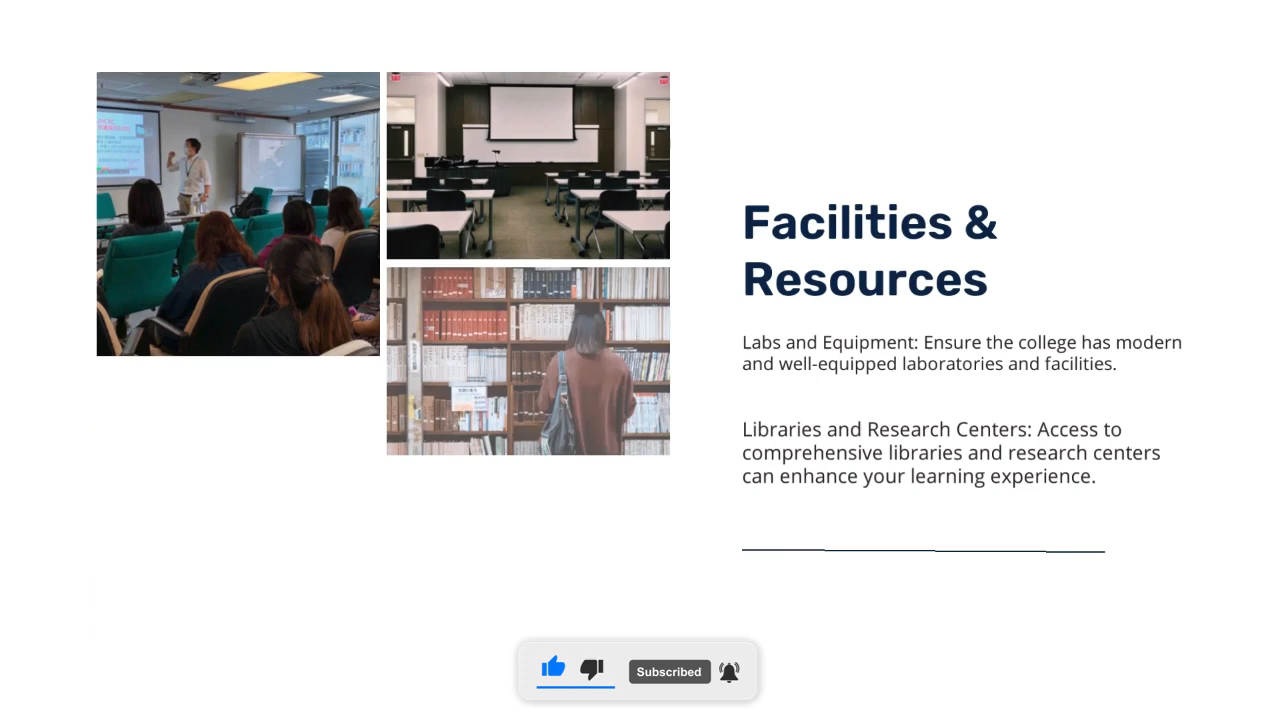 Facilities &
Resources
Labs and Equipment: Ensure the college has modern
and well-equipped laboratories and facilities.
Libraries and Research Centers: Access to
comprehensive libraries and research centers
can enhance your learning experience.
Subscribed